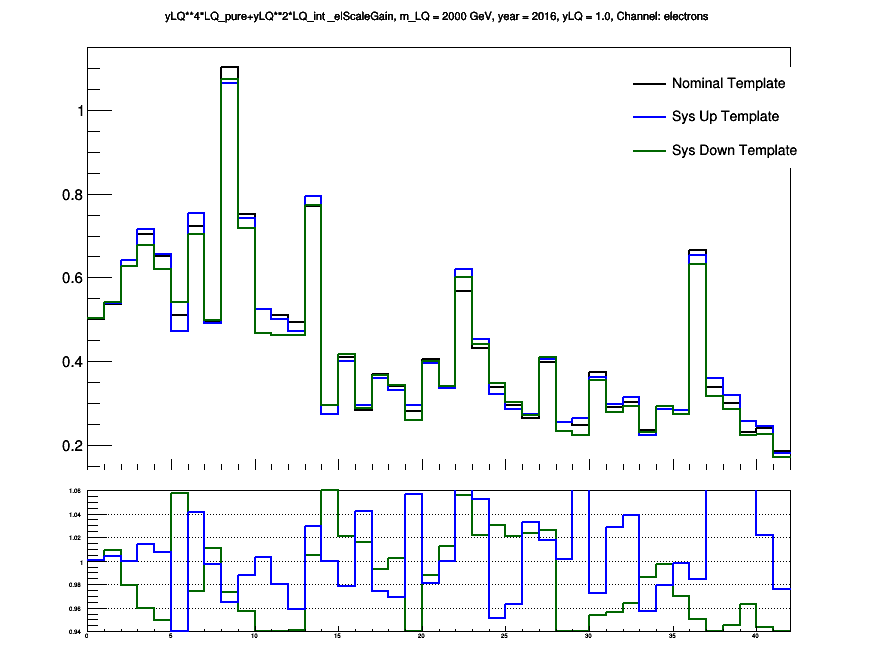 yLQ**4*LQ_pure+yLQ**2*LQ_int_elScaleGain, m_LQ = 2000 GeV, year = 2016, yLQ = 1.0, Channel: electrons
Nominal Template
Sys Up Template
Sys Down Template
1
0.8
0.6
0.4
0.2
1.06
1.04
1.02
1
0.98
0.96
0.94
0 5 10 15 20 25 30 35 40